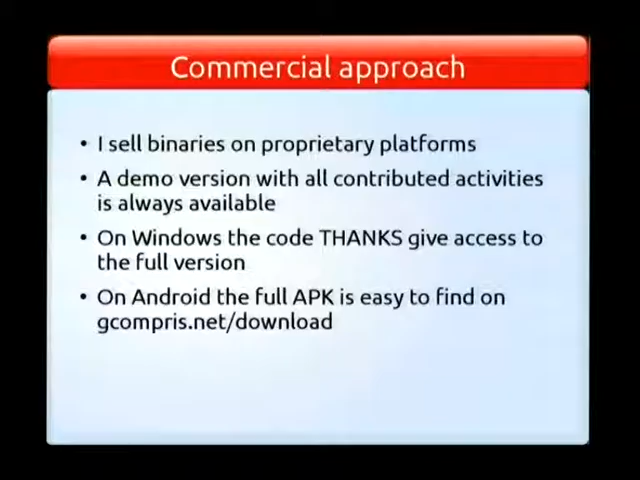 Commercial approach
• I sell binaries on proprietary platforms
• A demo version with all contributed activities
is always available
• On Windows the code THANKS give access to
the full version
• On Android the full APK is easy to find on
gcompris.net/download